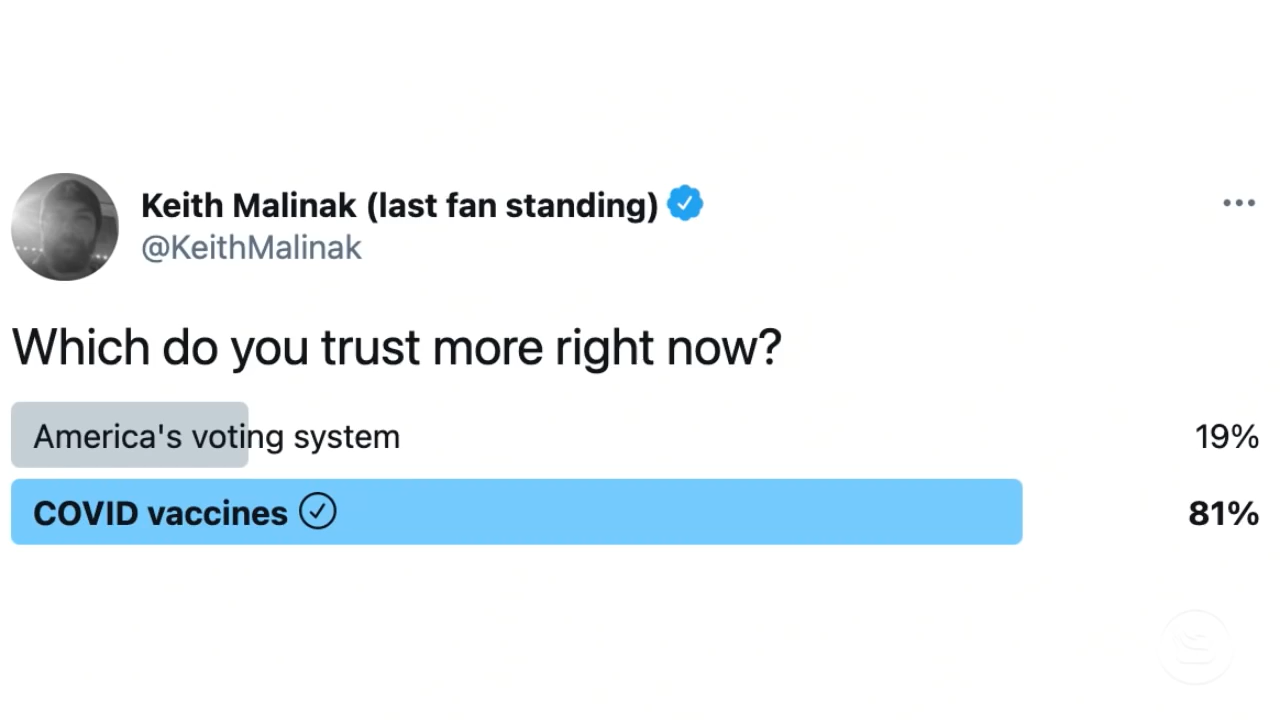 Keith Malinak (last fan standing)
@KeithMalinak
Which do you trust more right now?
America's voting system 19%
COVID vaccines 81%